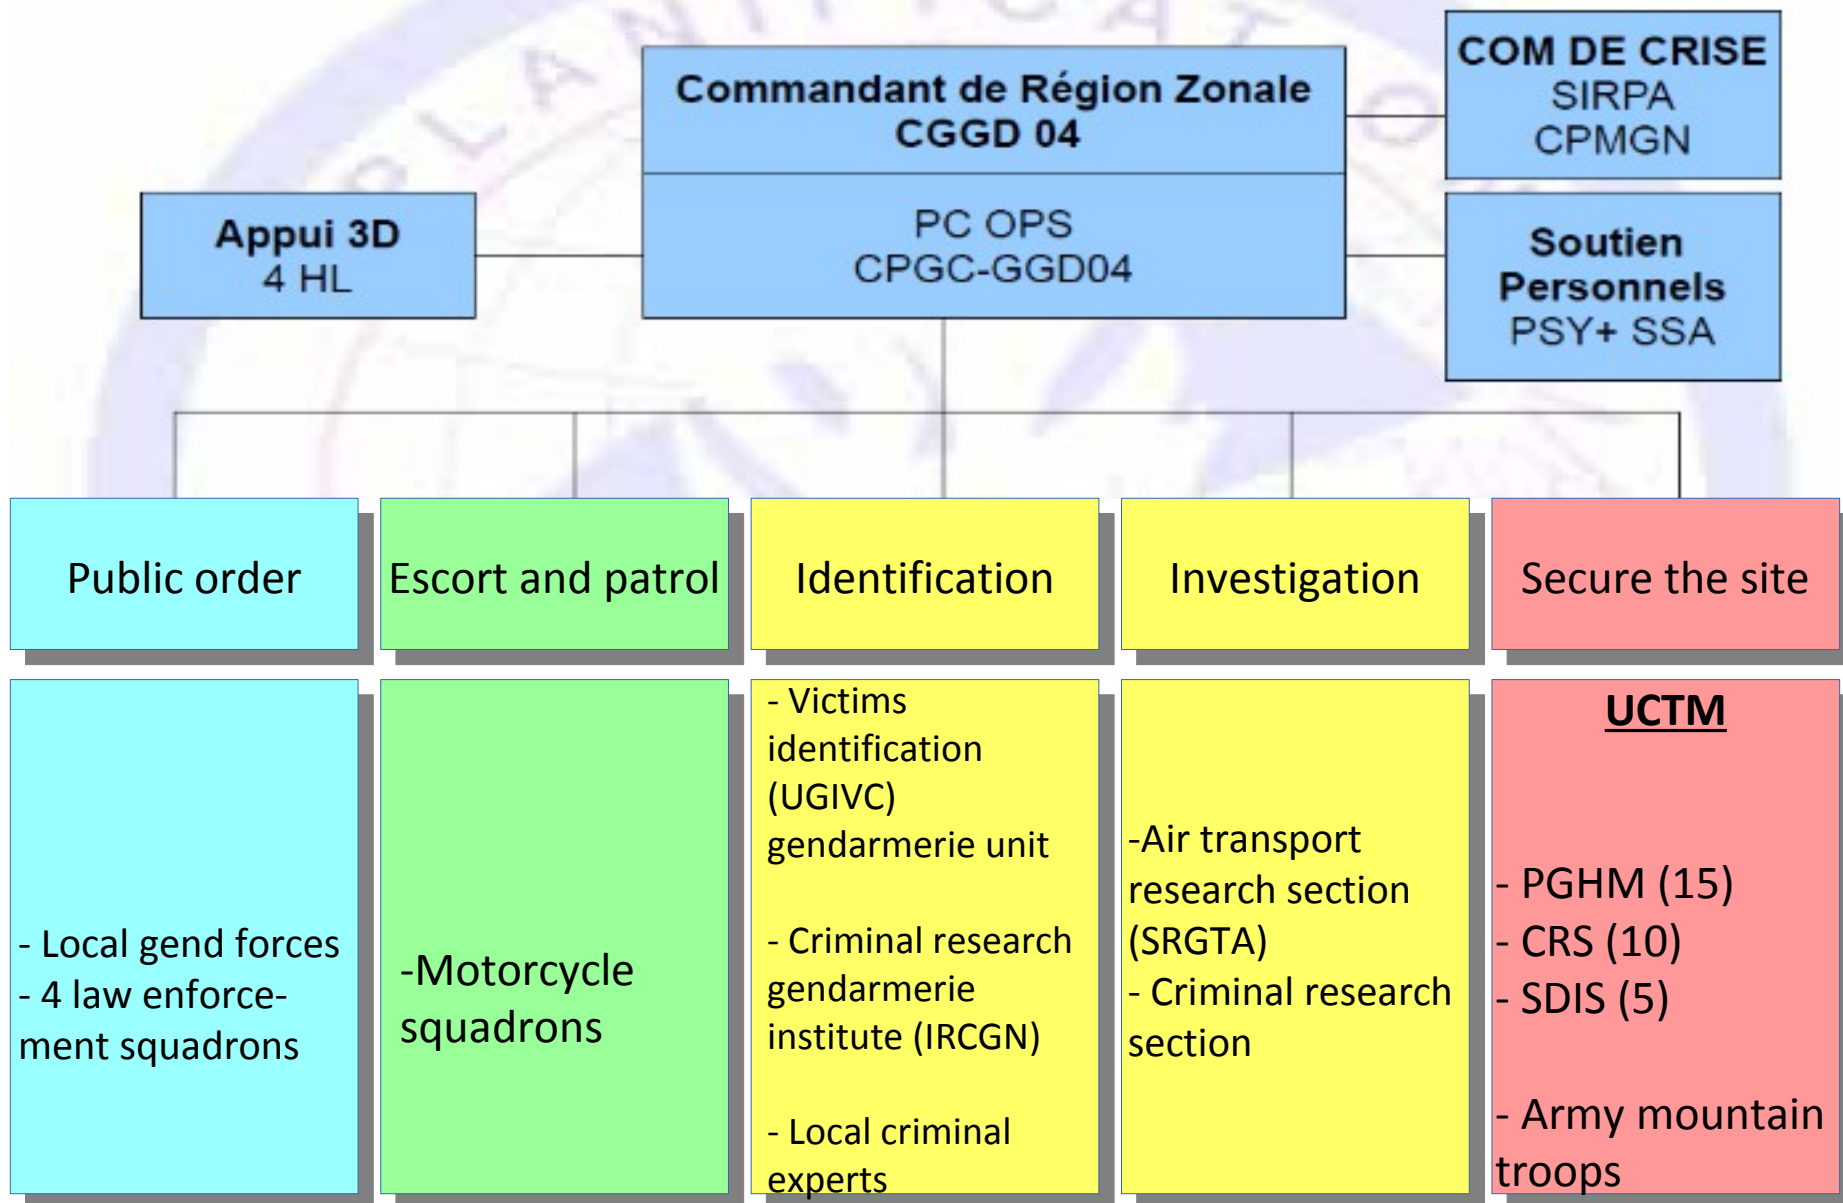 PLANIFICATIO
Commandant de Région Zonale
CGGD 04
PC OPS
CPGC-GGD04
COM DE CRISE
SIRPA
CPMGN
Appui 3D
4 HL
Soutien
Personnels
PSY+ SSA
Public order
Escort and patrol
Identification
Investigation
Secure the site
- Local gend forces
- 4 law enforce-
ment squadrons
-Motorcycle
squadrons
- Victims
identification
(UGIVC)
gendarmerie unit
- Criminal research
gendarmerie
institute (IRCGN)
- Local criminal
experts
-Air transport
research section
(SRGTA)
- Criminal research
section
UCTM
- PGHM (15)
- CRS (10)
- SDIS (5)
- Army mountain
troops